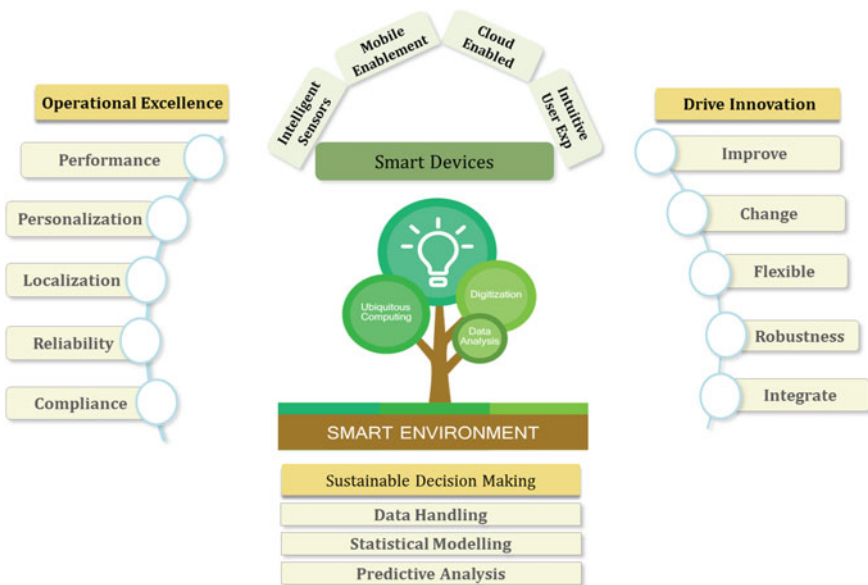 Mobile
Enablement
Cloud
Enabled
Intelligent
Sensors
Intuitive
User Exp
Smart Devices
Operational Excellence
Performance
Personalization
Localization
Reliability
Compliance
Drive Innovation
Improve
Change
Flexible
Robustness
Integrate
Ubiquitous
Computing
Digitization
Data
Analysis
SMART ENVIRONMENT
Sustainable Decision Making
Data Handling
Statistical Modelling
Predictive Analysis